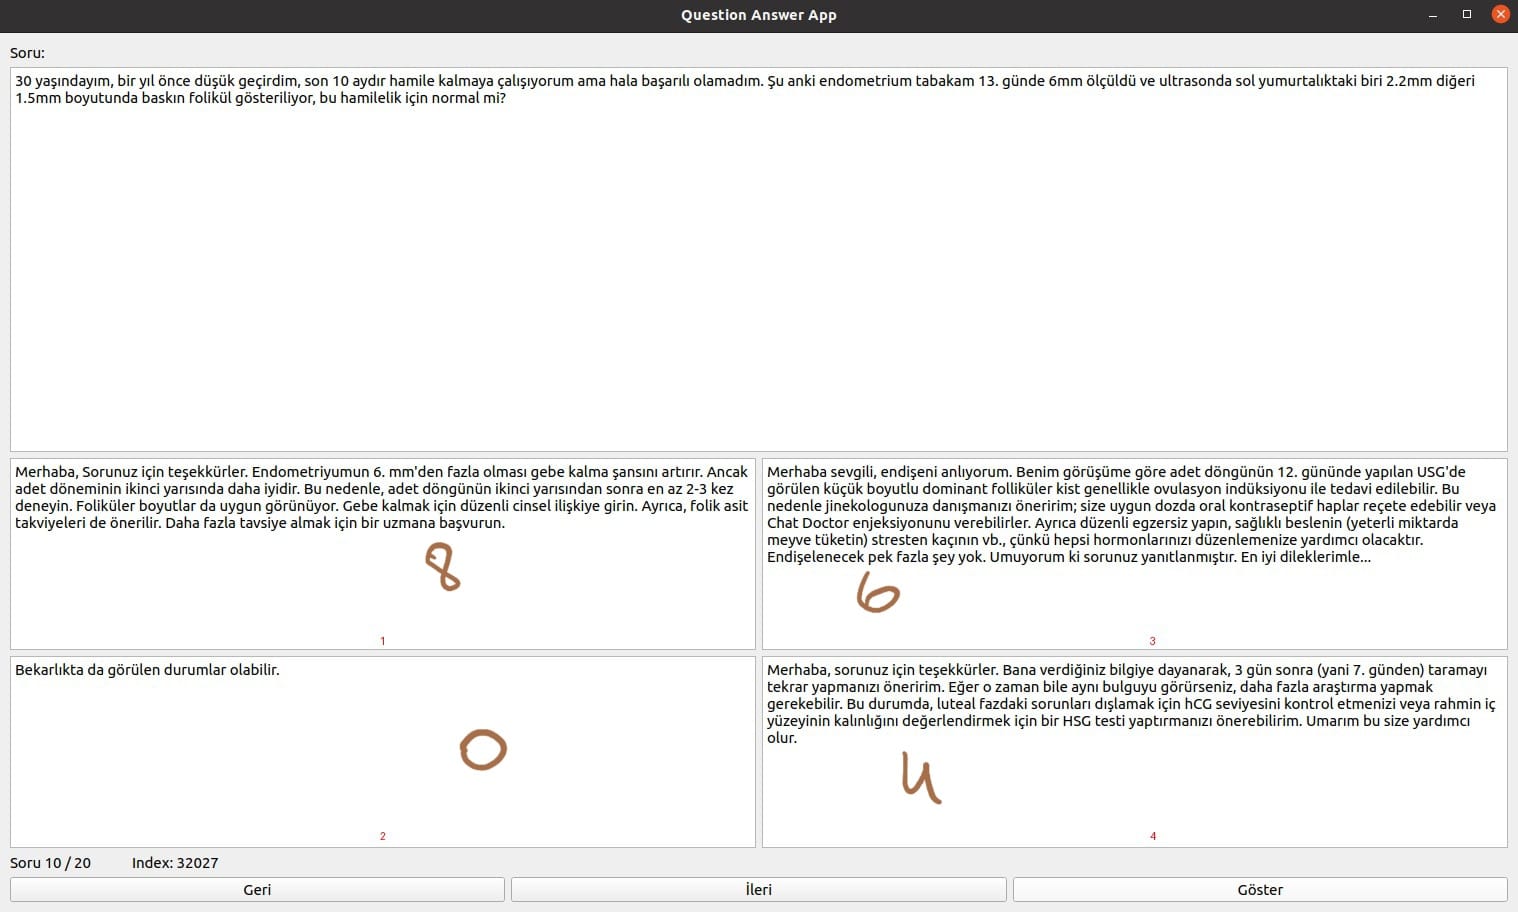 Question Answer App
Soru:
30 yaşındayım, bir yıl önce düşük geçirdim, son 10 aydır hamile kalmaya çalışıyorum ama hala başarılı olamadım. Şu anki endometrium tabakam 13. günde 6mm ölçüldü ve ultrasonda sol yumurtalıktaki biri 2.2mm diğeri
1.5mm boyutunda baskın folikül gösteriliyor, bu hamilelik için normal mi?
Merhaba, Sorunuz için teşekkürler. Endometriyumun 6. mm'den fazla olması gebe kalma şansını artırır. Ancak
adet döneminin ikinci yarısında daha iyidir. Bu nedenle, adet döngünün ikinci yarısından sonra en az 2-3 kez
deneyin. Foliküler boyutlar da uygun görünüyor. Gebe kalmak için düzenli cinsel ilişkiye girin. Ayrıca, folik asit
takviyeleri de önerilir. Daha fazla tavsiye almak için bir uzmana başvurun.
8
1
Merhaba sevgili, endişeni anlıyorum. Benim görüşüme göre adet döngünün 12. gününde yapılan USG'de
görülen küçük boyutlu dominant folliküler kist genellikle ovulasyon indüksiyonu ile tedavi edilebilir. Bu
nedenle jinekologunuza danışmanızı öneririm; size uygun dozda oral kontraseptif haplar reçete edebilir veya
Chat Doctor enjeksiyonunu verebilirler. Ayrıca düzenli egzersiz yapın, sağlıklı beslenin (yeterli miktarda
meyve tüketin) stresten kaçının vb., çünkü hepsi hormonlarınızı düzenlemenize yardımcı olacaktır.
Endişelenecek pek fazla şey yok. Umuyorum ki sorunuz yanıtlanmıştır. En iyi dileklerimle...
6
3
Bekarlıkta da görülen durumlar olabilir.
0
2
Merhaba, sorunuz için teşekkürler. Bana verdiğiniz bilgiye dayanarak, 3 gün sonra (yani 7. günden) taramayı
tekrar yapmanızı öneririm. Eğer o zaman bile aynı bulguyu görürseniz, daha fazla araştırma yapmak
gerekebilir. Bu durumda, luteal fazdaki sorunları dışlamak için hCG seviyesini kontrol etmenizi veya rahmin iç
yüzeyinin kalınlığını değerlendirmek için bir HSG testi yaptırmanızı önerebilirim. Umarım bu size yardımcı
olur.
4
4
Soru 10 / 20 Index: 32027
Geri İleri Göster